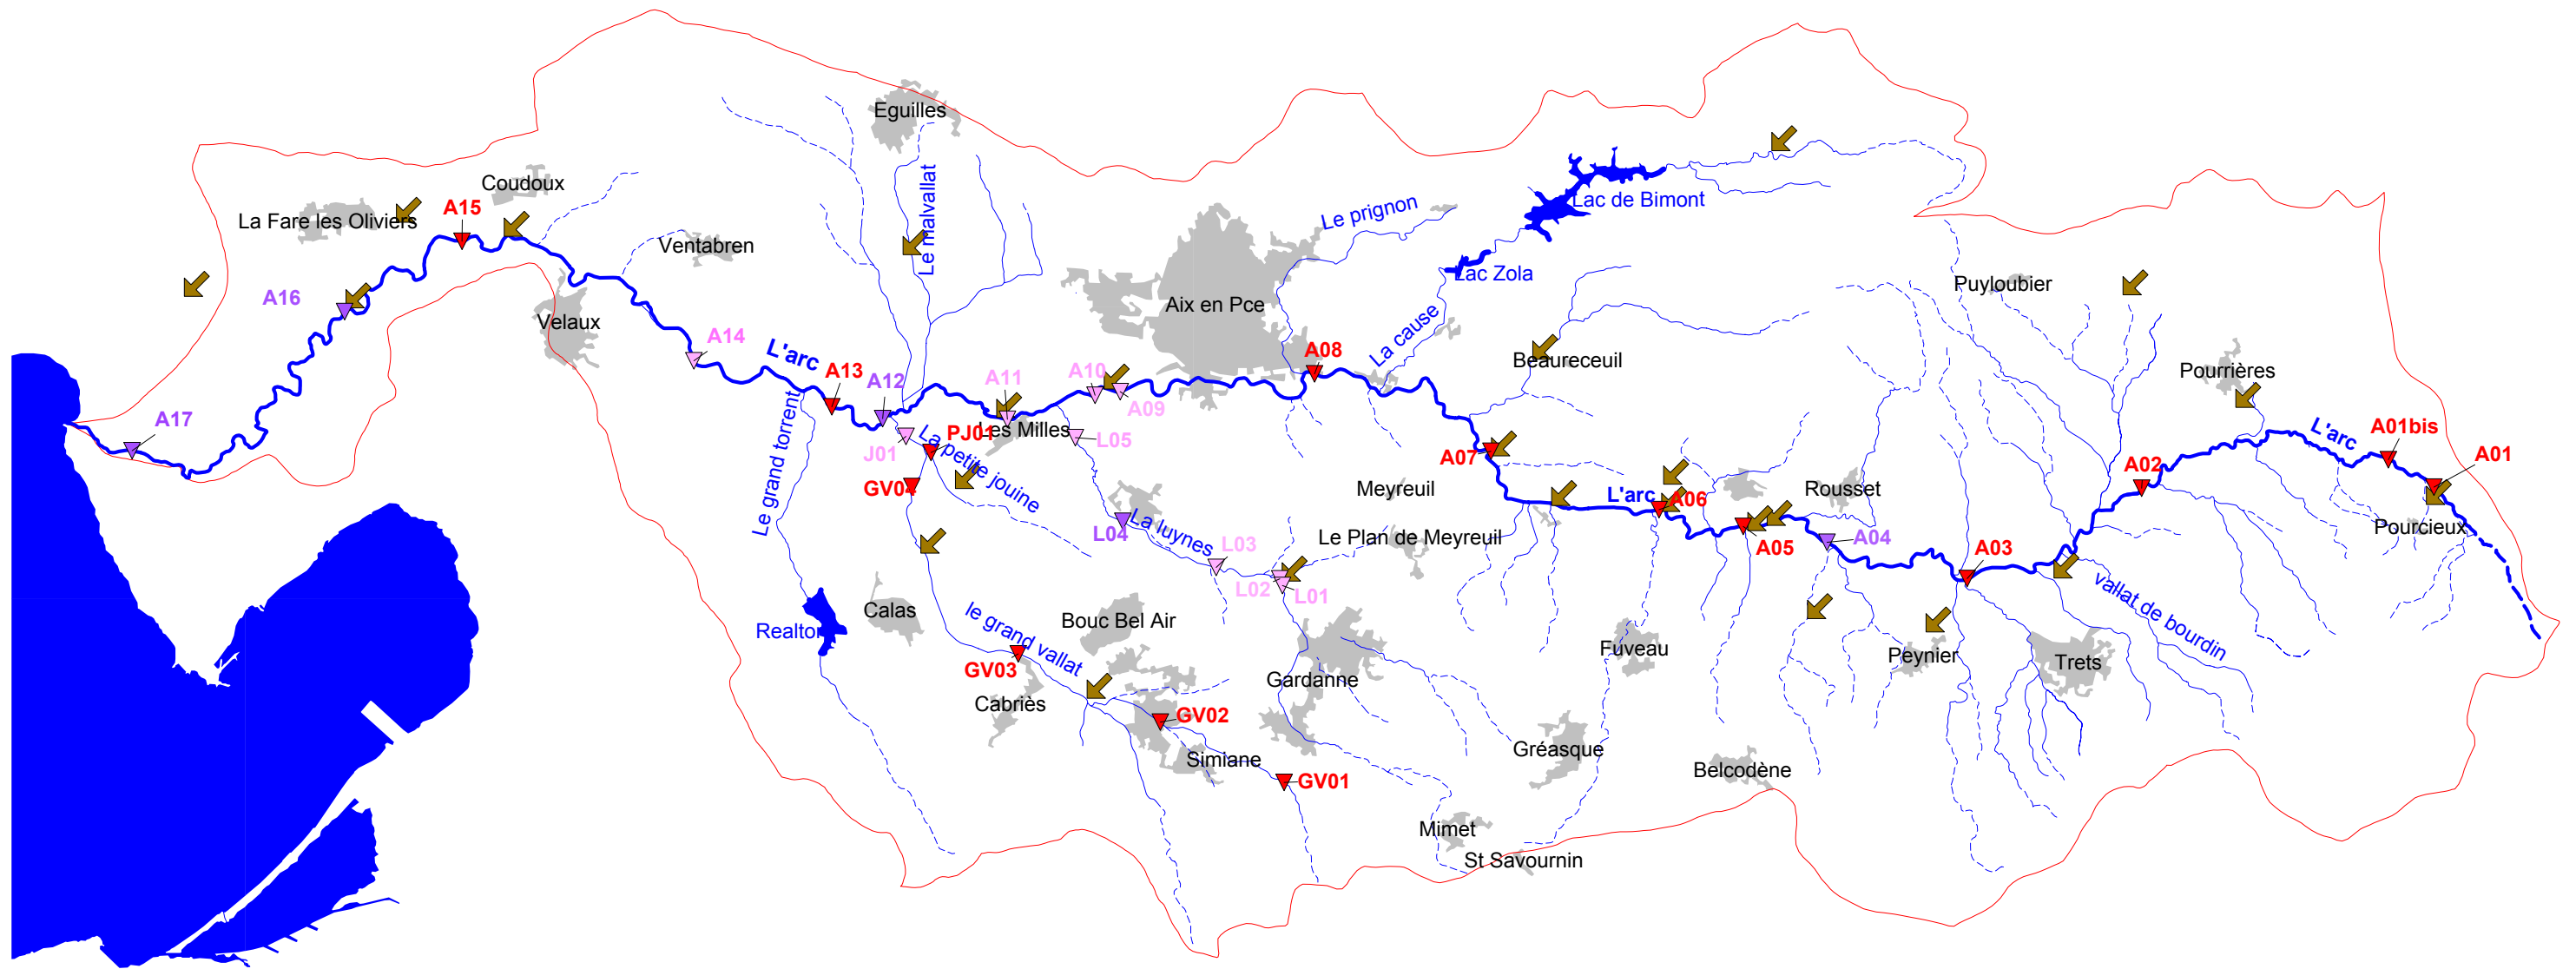 Eguilles
Coudoux
La Fare les Oliviers
A15
Ventabren
Le malvallat
Le prignon
Lac de Bimont
Lac Zola
Puyloubier
A16
Velaux
Aix en Pce
La cause
Beaureceuil
Pourrières
A14
L'arc
A13
A12
A11
A10
A09
A08
A17
Le grand torrent
J01
PJ01
Les Milles
L05
A07
L'arc
A01bis
A01
GV04
La petite jouine
Meyreuil
L'arc
A06
Rousset
A02
Pourcieux
L04
La luynes
L03
Le Plan de Meyreuil
A05
A04
A03
L02
L01
vallat de bourdin
Calas
Realtor
le grand vallat
Bouc Bel Air
Fuveau
Peynier
Trets
GV03
Cabriès
Gardanne
GV02
Simiane
GV01
Gréasque
Belcodène
Mimet
St Savournin